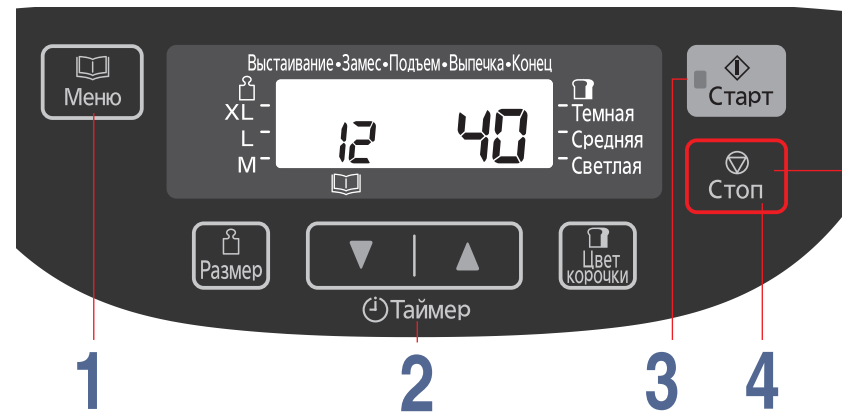 Меню
Выстаивание•Замес•Подъем•Выпечка•Конец
XL
L
M
12 40
Темная
Средняя
Светлая
Старт
Стоп
Размер
Таймер
Цвет
корочки
1 2 3 4